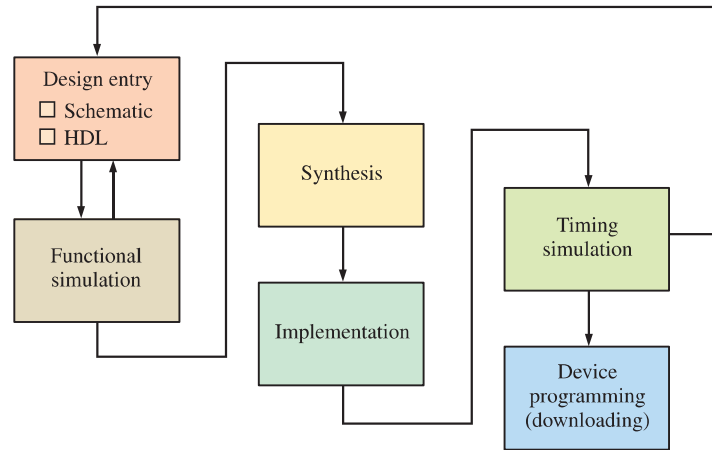 Design entry
Schematic
HDL
Functional
simulation
Synthesis
Implementation
Timing
simulation
Device
programming
(downloading)